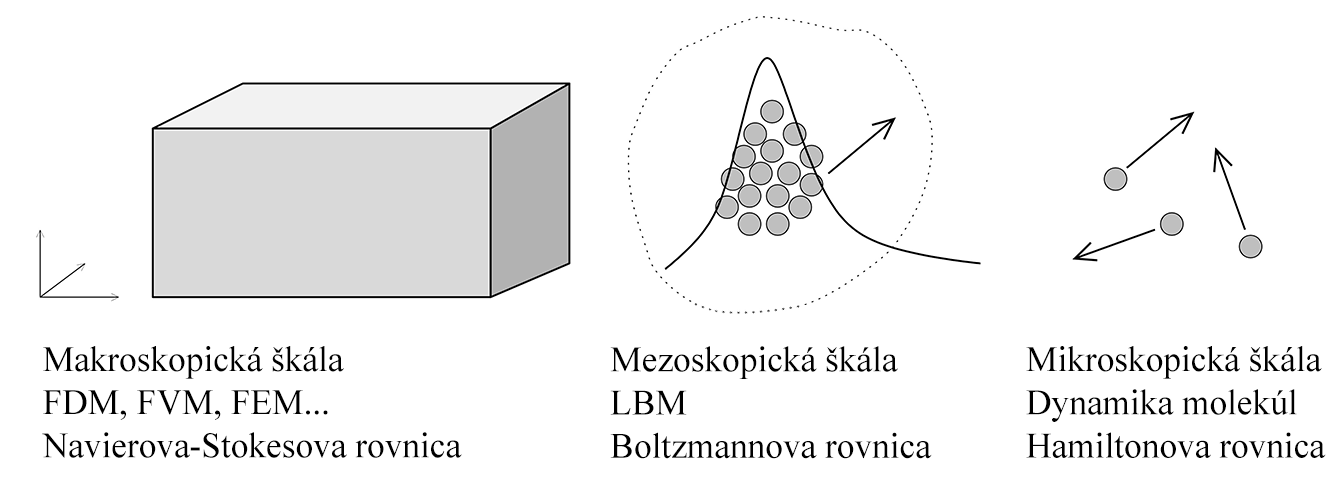 Makroskopická škála
FDM, FVM, FEM...
Navierova-Stokesova rovnica
Mezoskopická škála
LBM
Boltzmannova rovnica
Mikroskopická škála
Dynamika molekúl
Hamiltonova rovnica